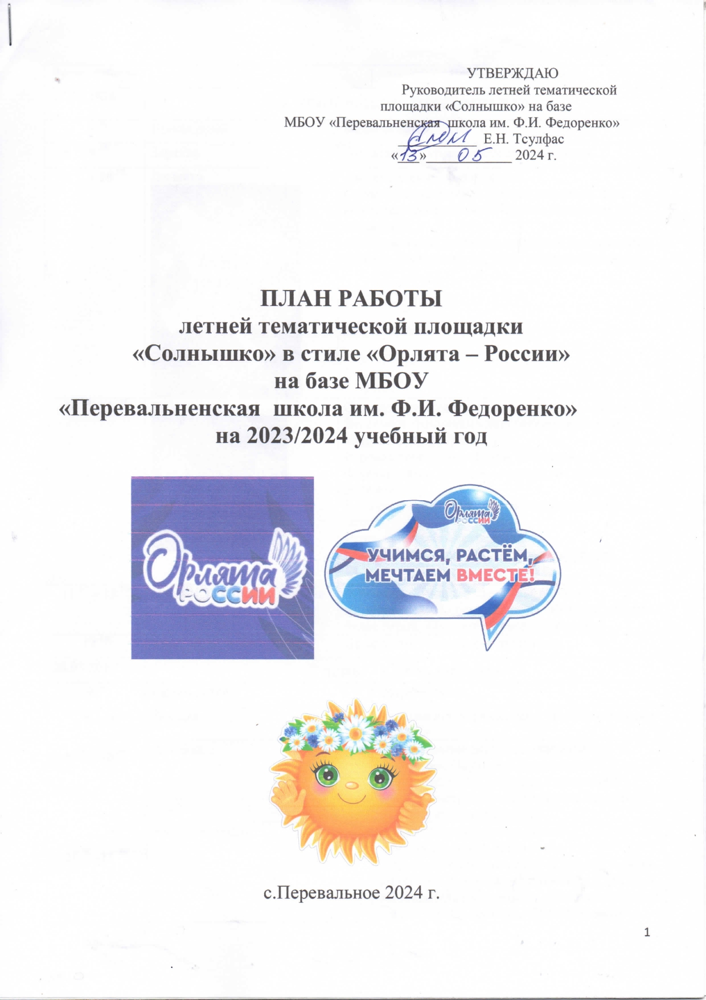 УТВЕРЖДАЮ
Руководитель летней тематической
площадки «Солнышко» на базе
МБОУ «Перевальненская школа им. Ф.И. Федоренко»
Е.Н. Тсулфас
«13» 05 2024 г.
ПЛАН РАБОТЫ
летней тематической площадки
«Солнышко» в стиле «Орлята – России»
на базе МБОУ
«Перевальненская школа им. Ф.И. Федоренко»
на 2023/2024 учебный год
Орлята
РОССИИ
Орлята
РОССИИ
УЧИМСЯ, РАСТЁМ,
МЕЧТАЕМ ВМЕСТЕ!
с.Перевальное 2024 г.
1